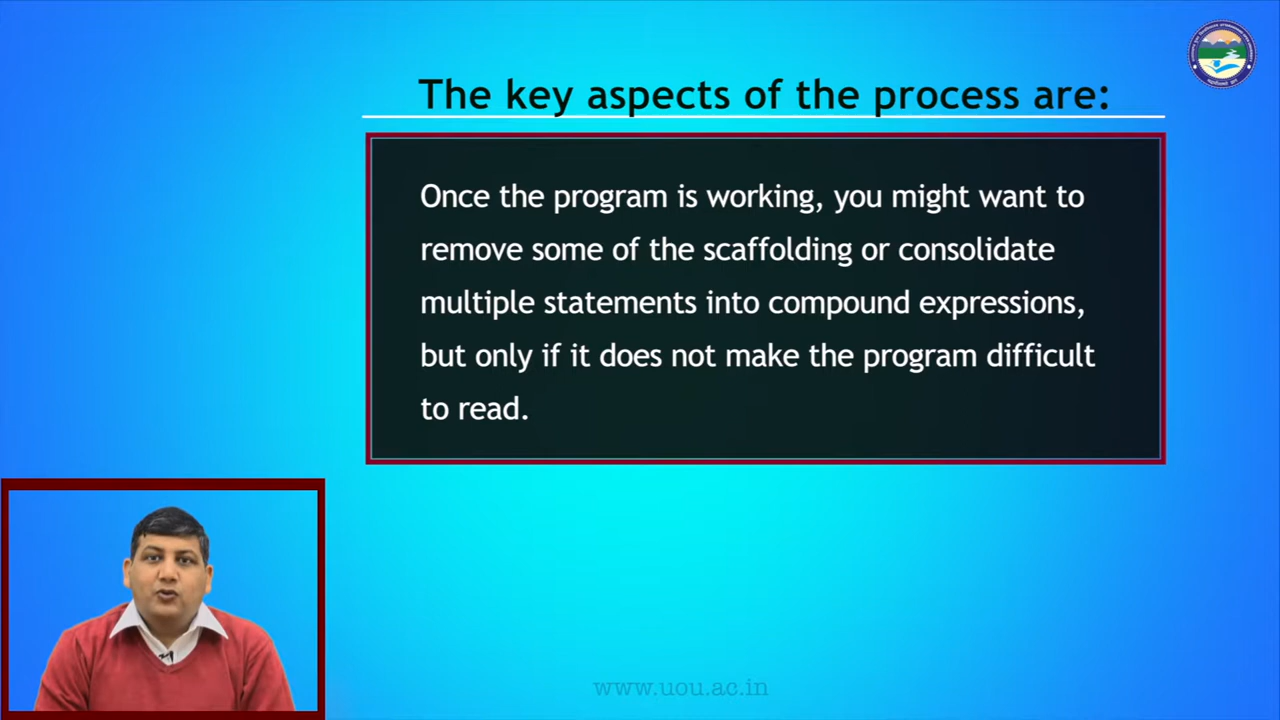 The key aspects of the process are:
Once the program is working, you might want to
remove some of the scaffolding or consolidate
multiple statements into compound expressions,
but only if it does not make the program difficult
to read.
www.uou.ac.in